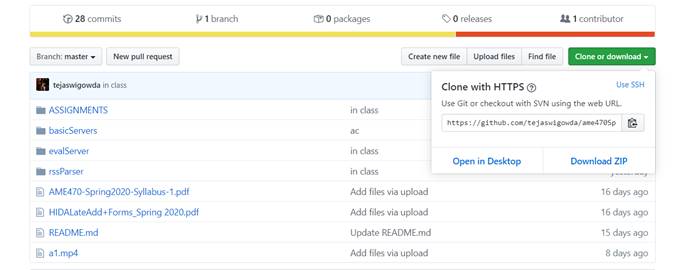 28 commits 1 branch 0 packages 0 releases 1 contributor
Branch: master New pull request Create new file Upload files Find file Clone or download
tejaswigowda in class
Clone with HTTPS Use SSH
Use Git or checkout with SVN using the web URL.
https://github.com/tejaswigowda/ame470Sp
Open in Desktop Download ZIP
ASSIGNMENTS in class
basicServers ac
evalServer in class
rssParser in class yesterday
AME470-Spring2020-Syllabus-1.pdf Add files via upload 16 days ago
HIDALateAdd+Forms_Spring 2020.pdf Add files via upload 16 days ago
README.md Update README.md 15 days ago
a1.mp4 Add files via upload 8 days ago